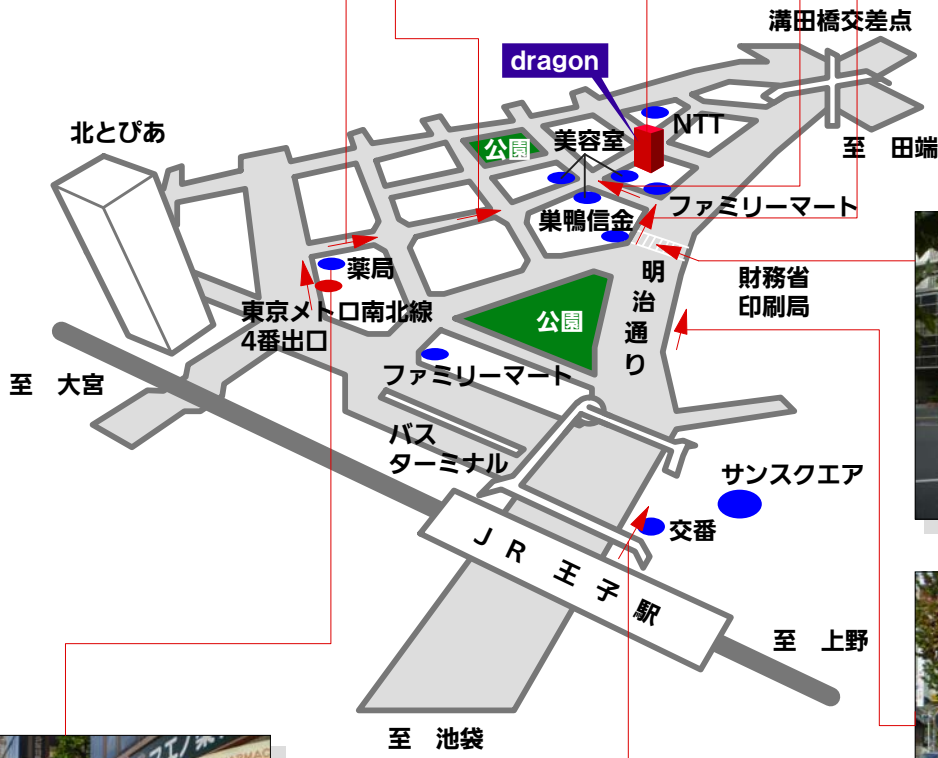 溝田橋交差点
dragon
北とぴあ
NTT
公園
美容室
至 田端
ファミリーマート
巣鴨信金
薬局
明治通り
財務省
印刷局
東京メトロ南北線
4番出口
公園
至 大宮
ファミリーマート
バス
ターミナル
サンスクエア
交番
JR 王子駅
至 上野
至 池袋